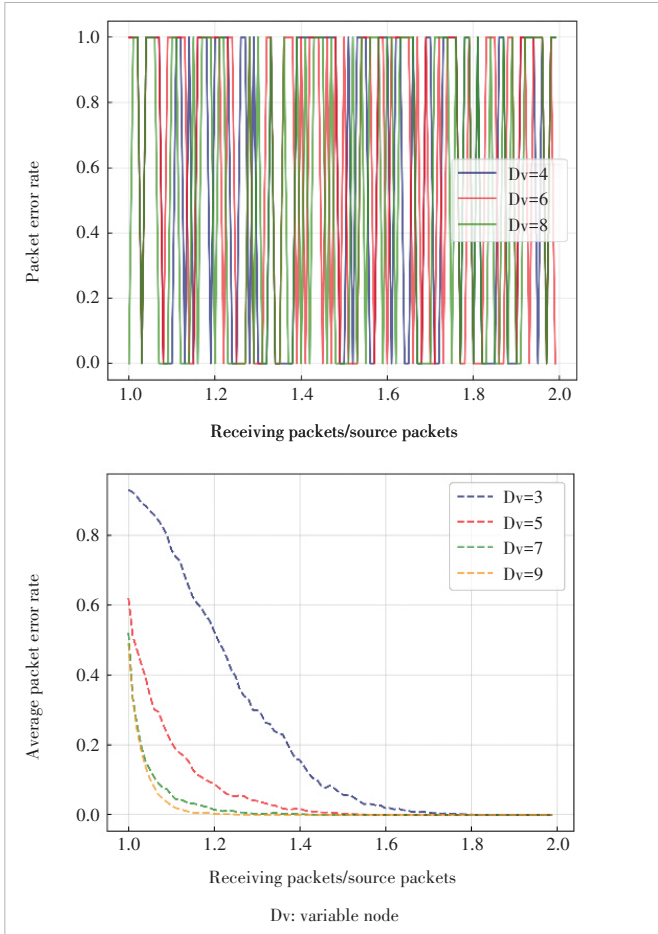 Packet error rate
1.0
0.8
0.6
0.4
0.2
0.0
Dv=4
Dv=6
Dv=8
1.0 1.2 1.4 1.6 1.8 2.0
Receiving packets/source packets
Average packet error rate
0.8
0.6
0.4
0.2
0.0
Dv=3
Dv=5
Dv=7
Dv=9
1.0 1.2 1.4 1.6 1.8 2.0
Receiving packets/source packets
Dv: variable node